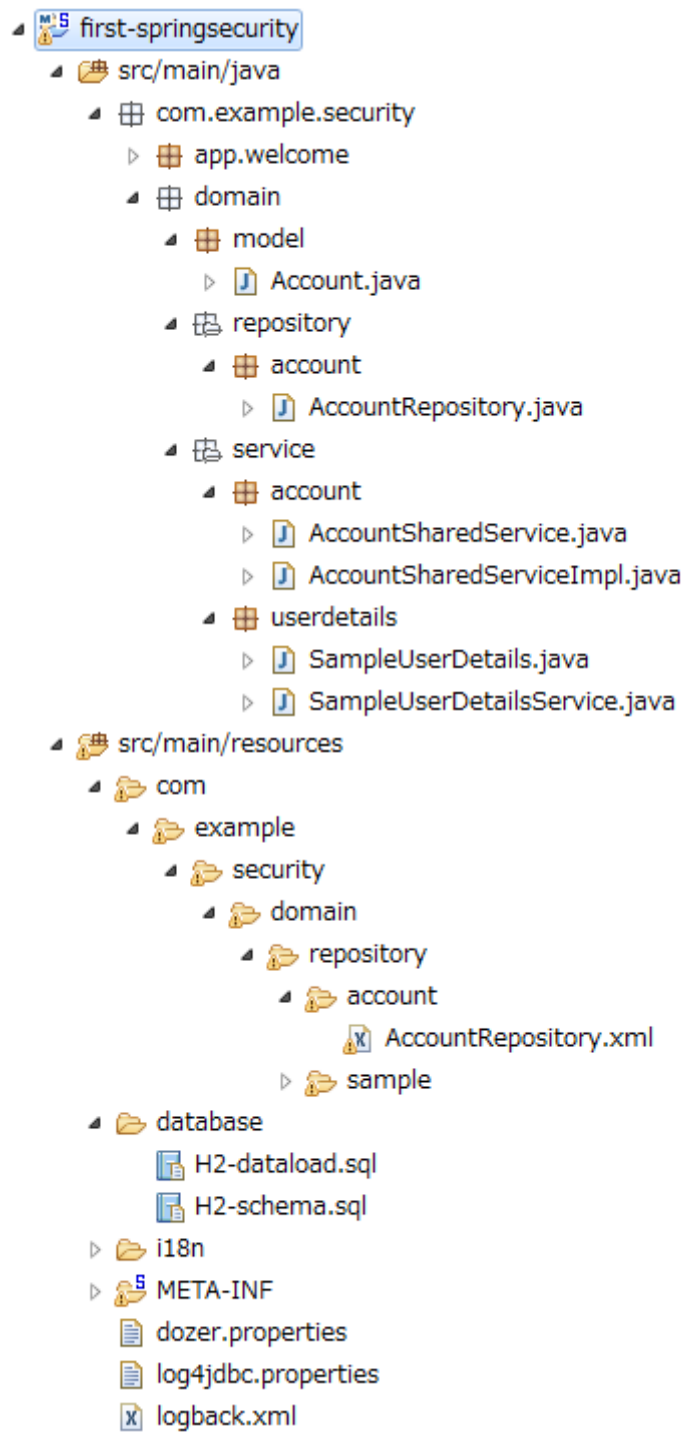 first-springsecurity
src/main/java
com.example.security
app.welcome
domain
model
Account.java
repository
account
AccountRepository.java
service
account
AccountSharedService.java
AccountSharedServiceImpl.java
userdetails
SampleUserDetails.java
SampleUserDetailsService.java
src/main/resources
com
example
security
domain
repository
account
AccountRepository.xml
sample
database
H2-dataload.sql
H2-schema.sql
i18n
META-INF
dozer.properties
log4jdbc.properties
logback.xml